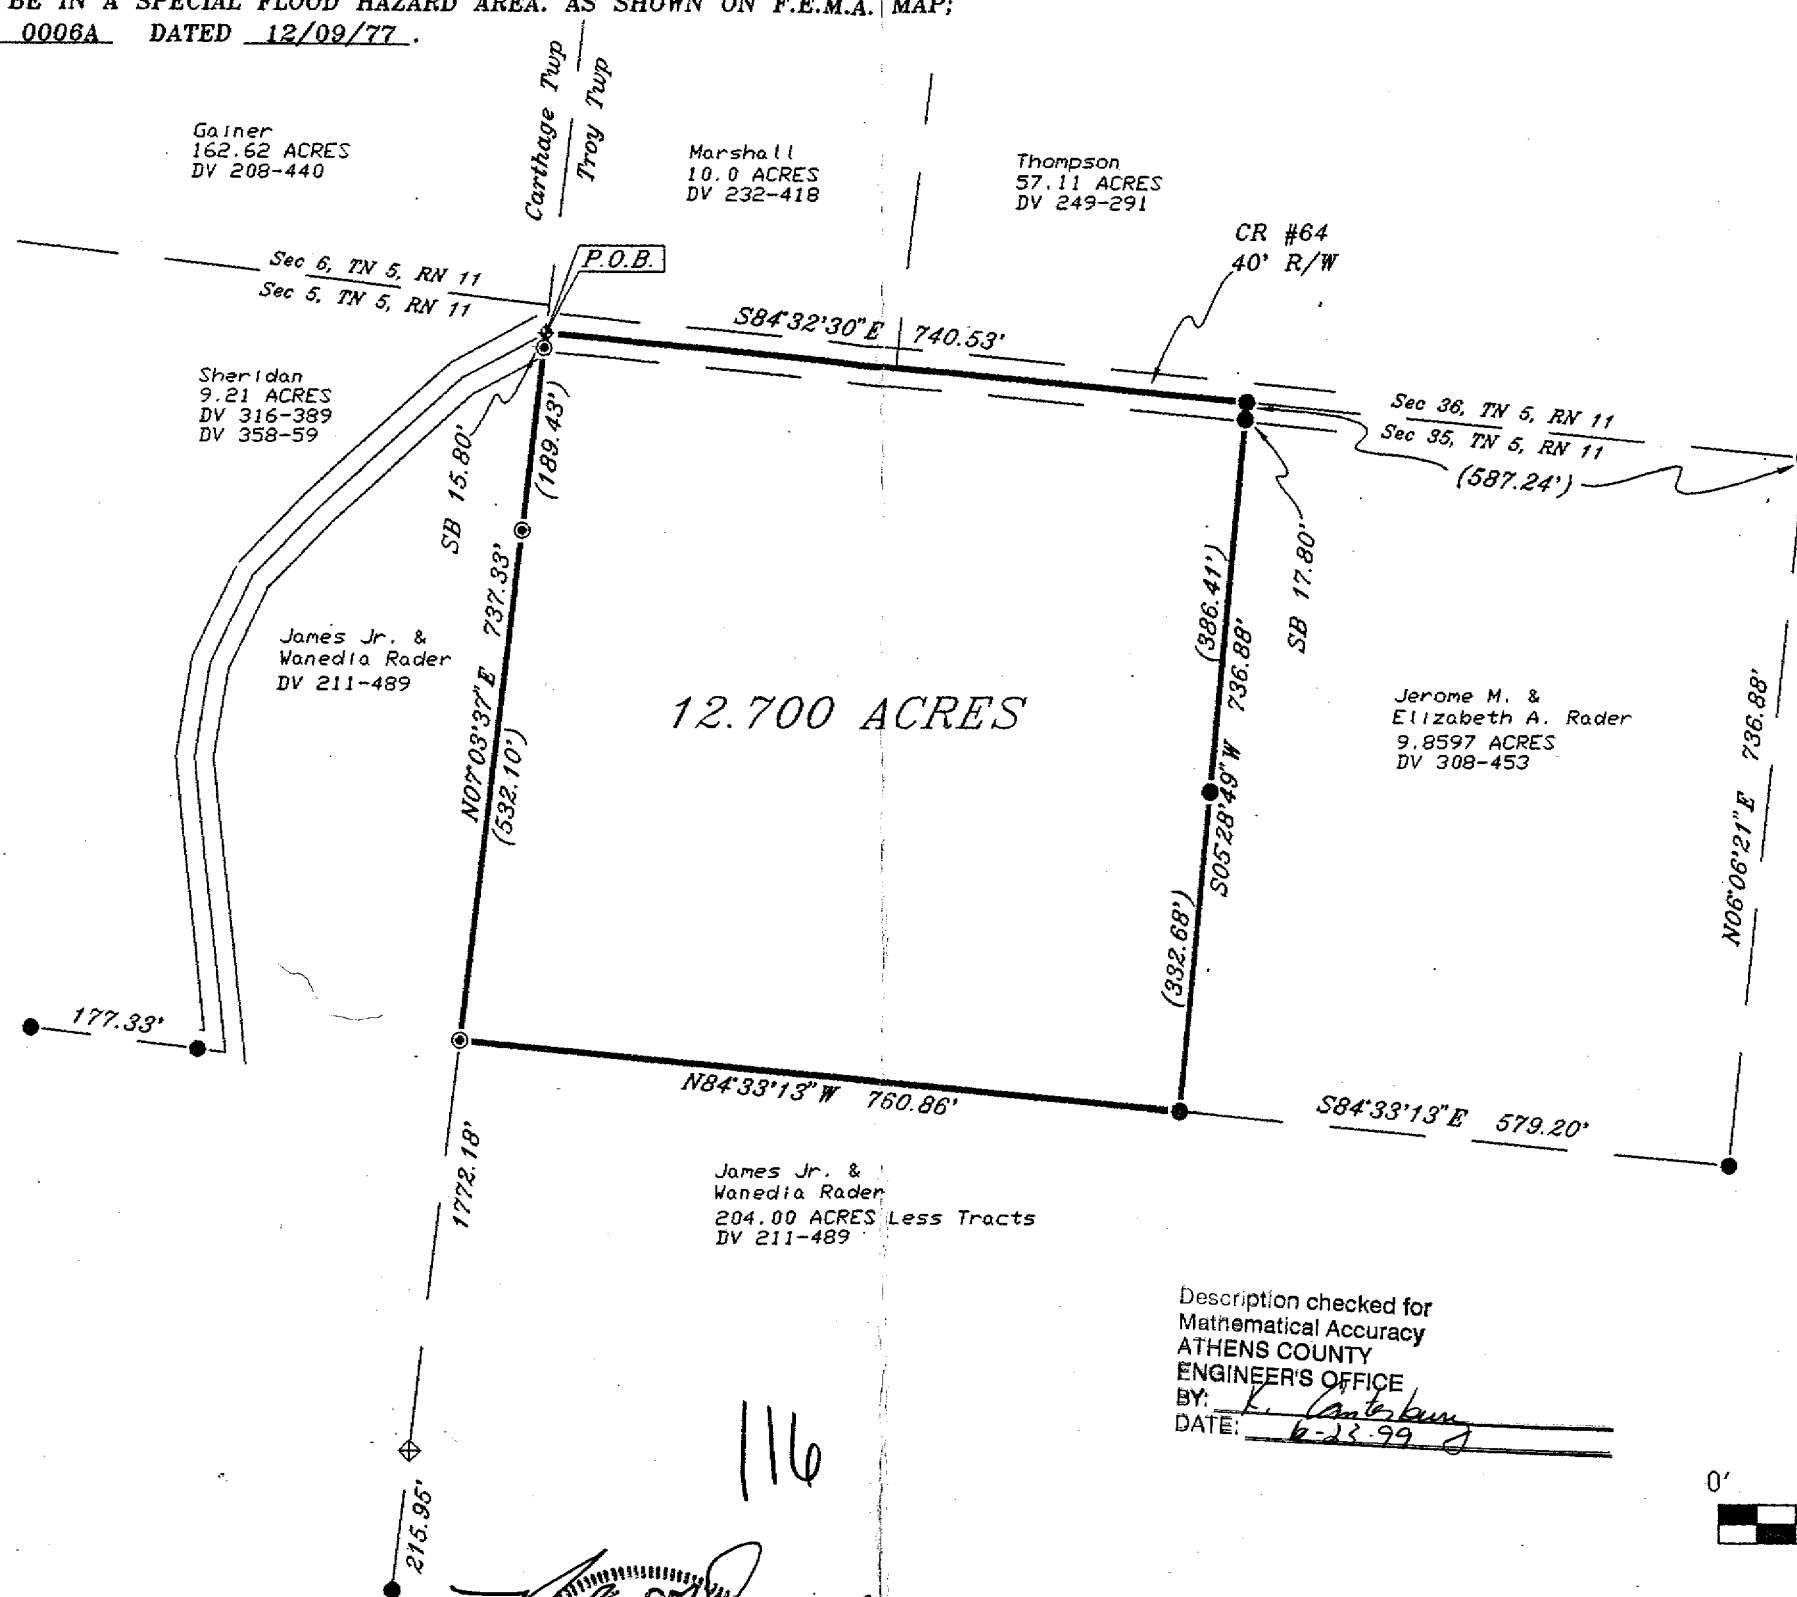 BE IN A SPECIAL FLOOD HAZARD AREA. AS SHOWN ON F.E.M.A. MAP;
0006A DATED 12/09/77.
Carthage Twp
Troy Twp
Gainer
162.62 ACRES
DV 208-440
Marshall
10.0 ACRES
DV 232-418
Thompson
57.11 ACRES
DV 249-291
CR #64
40' R/W
P.O.B.
Sec 6, TN 5, RN 11
Sec 5, TN 5, RN 11
S84°32'30"E 740.53'
Sec 36, TN 5, RN 11
Sec 35, TN 5, RN 11
(587.24')
Sheridan
9.21 ACRES
DV 316-389
DV 358-59
SB 15.80'
(189.43')
N07°03'37"E 737.33'
(532.10')
SB 17.80'
(386.41')
S05°28'49"W 736.88'
(332.68')
James Jr. &
Wanedia Rader
DV 211-489
12.700 ACRES
Jerome M. &
Elizabeth A. Rader
9.8597 ACRES
DV 308-453
N06°06'21"E 736.88'
177.33'
N84°33'13"W 760.86'
S84°33'13"E 579.20'
1772.18'
James Jr. &
Wanedia Rader
204.00 ACRES Less Tracts
DV 211-489
Description checked for
Mathematical Accuracy
ATHENS COUNTY
ENGINEER'S OFFICE
BY: K. Canterbury
DATE: 6-23-99
116
0'
215.95'